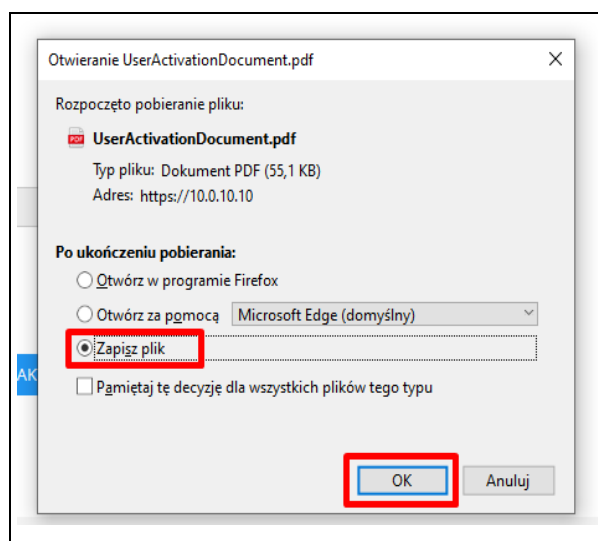 Otwieranie UserActivationDocument.pdf
Rozpoczęto pobieranie pliku:
UserActivationDocument.pdf
Typ pliku: Dokument PDF (55,1 KB)
Adres: https://10.0.10.10
Po ukończeniu pobierania:
Otwórz w programie Firefox
Otwórz za pomocą Microsoft Edge (domyślny)
Zapisz plik
AK
Pamiętaj tę decyzję dla wszystkich plików tego typu
OK Anuluj